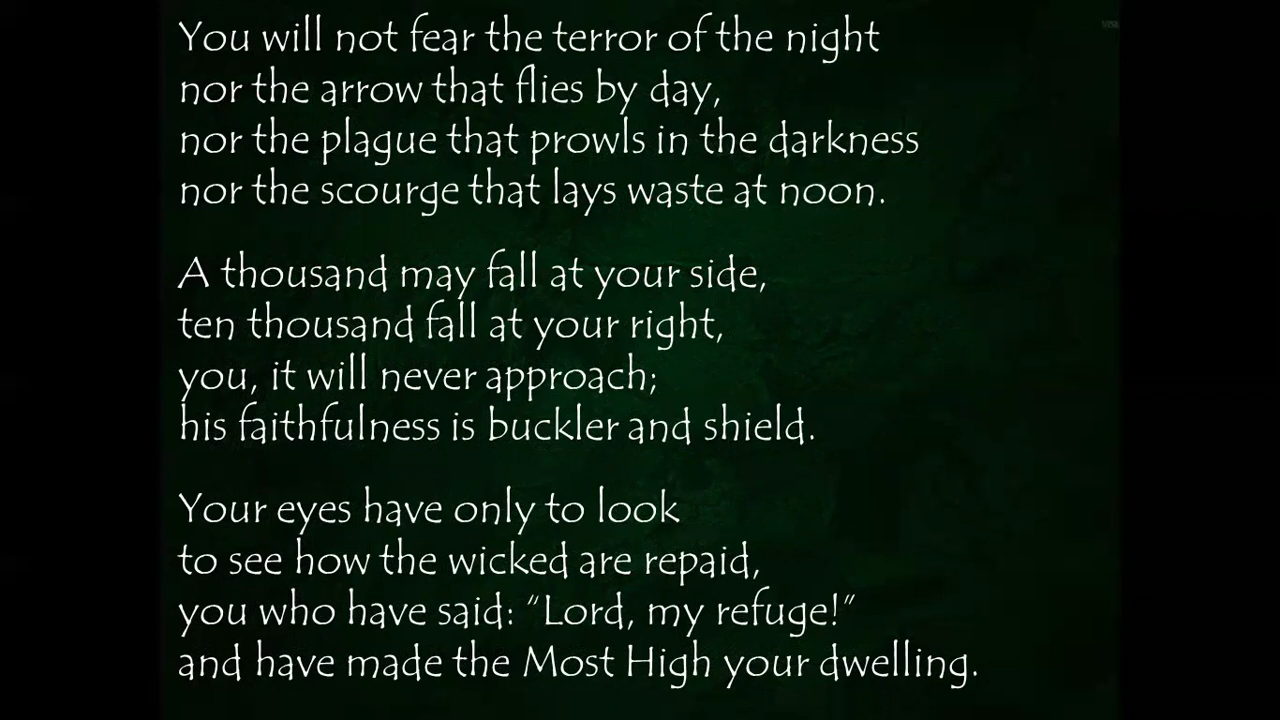 You will not fear the terror of the night
nor the arrow that flies by day,
nor the plague that prowls in the darkness
nor the scourge that lays waste at noon.
A thousand may fall at your side,
ten thousand fall at your right,
you, it will never approach;
his faithfulness is buckler and shield.
Your eyes have only to look
to see how the wicked are repaid,
you who have said: “Lord, my refuge!”
and have made the Most High your dwelling.